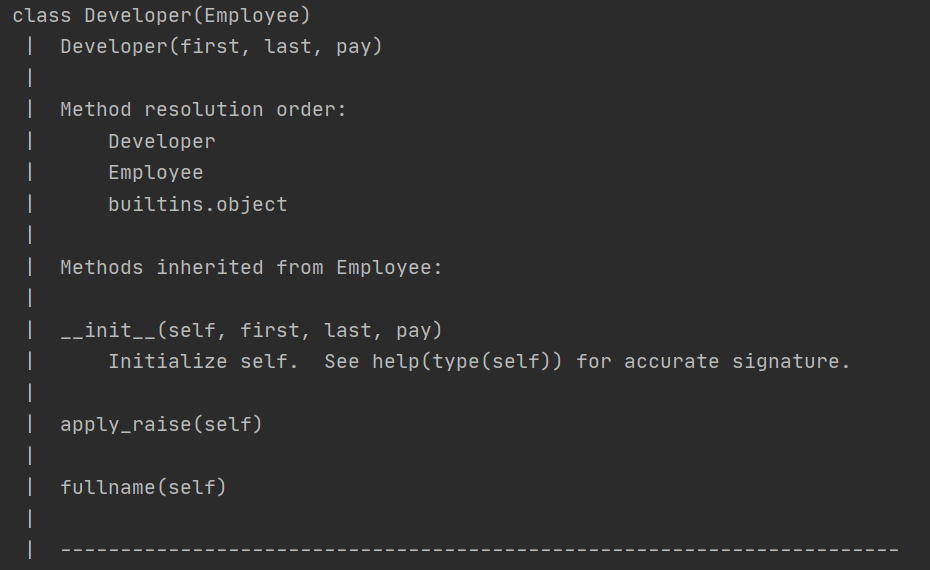 class Developer(Employee)
 |  Developer(first, last, pay)
 |
 |  Method resolution order:
 |      Developer
 |      Employee
 |      builtins.object
 |
 |  Methods inherited from Employee:
 |
 |  __init__(self, first, last, pay)
 |      Initialize self.  See help(type(self)) for accurate signature.
 |
 |  apply_raise(self)
 |
 |  fullname(self)
 |
 |  ----------------------------------------------------------------------